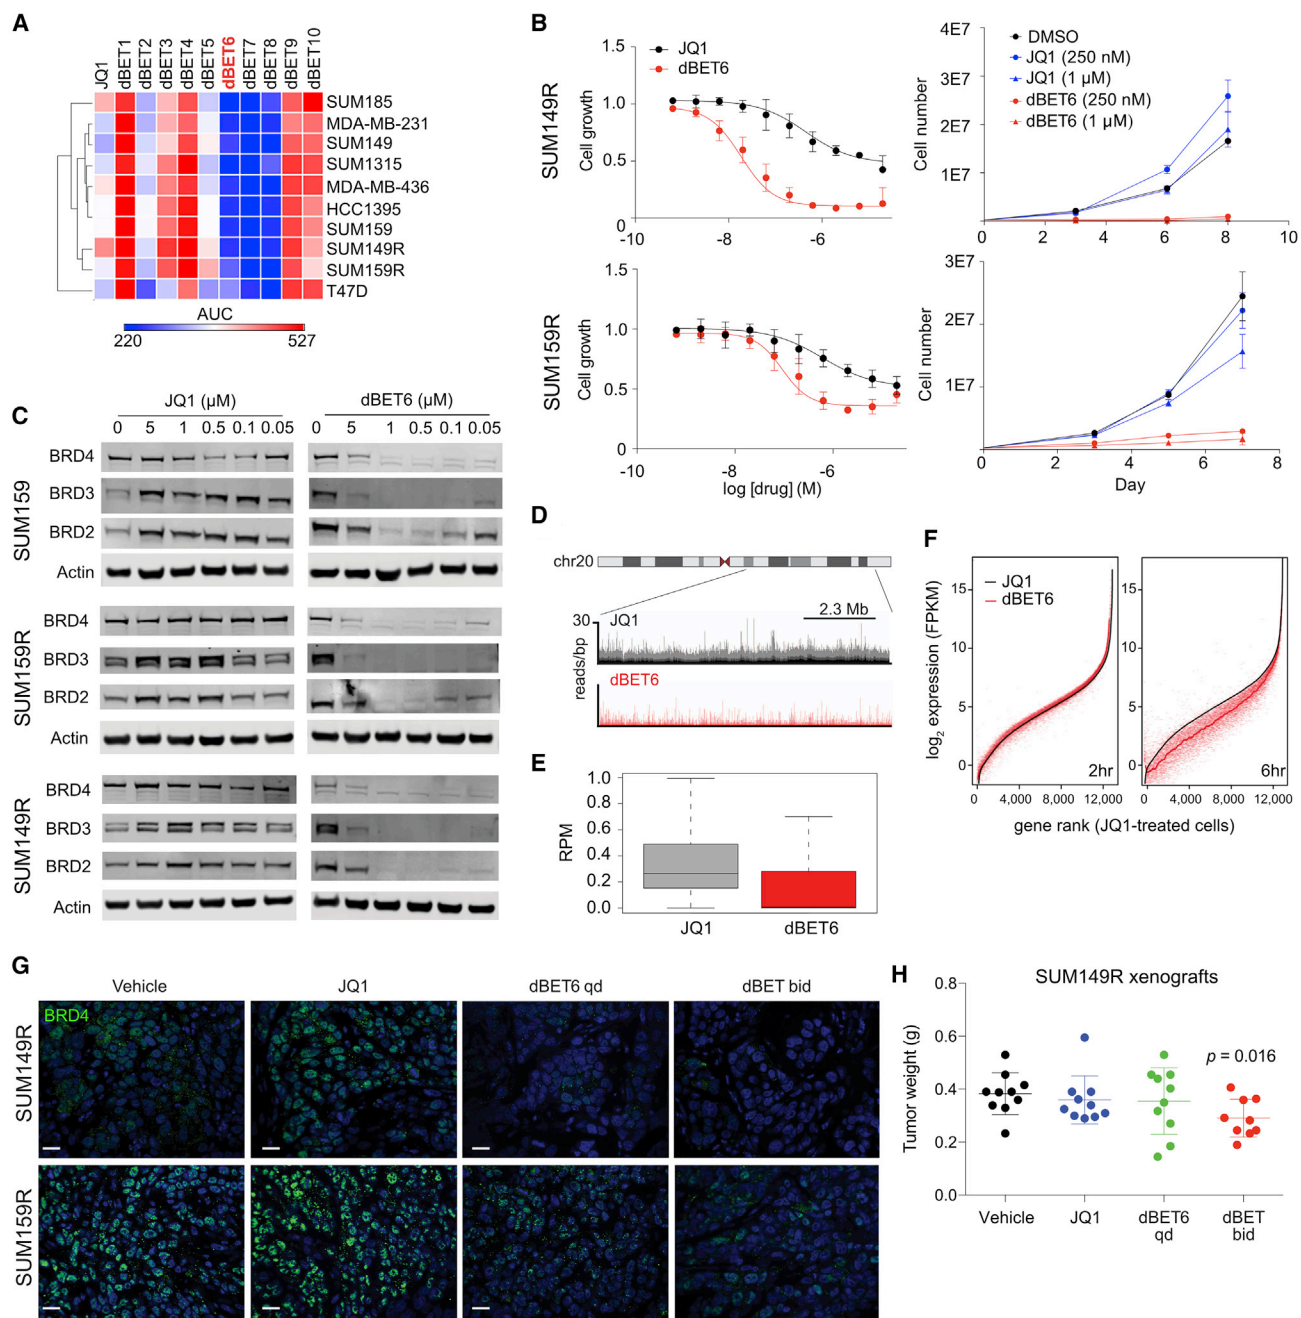 A
JQ1
dBET1
dBET2
dBET3
dBET4
dBET5
dBET6
dBET7
dBET8
dBET9
dBET10
SUM185
MDA-MB-231
SUM149
SUM1315
MDA-MB-436
HCC1395
SUM159
SUM149R
SUM159R
T47D
AUC
220 527
B
SUM149R
Cell growth
1.5
1.0
0.5
0
-10 -8 -6
JQ1
dBET6
Cell number
4E7
3E7
2E7
1E7
0 2 4 6 8 10
DMSO
JQ1 (250 nM)
JQ1 (1 µM)
dBET6 (250 nM)
dBET6 (1 µM)
SUM159R
Cell growth
1.5
1.0
0.5
0
-10 -8 -6
log [drug] (M)
Cell number
3E7
2E7
1E7
0 2 4 6 8
Day
C
JQ1 (µM) dBET6 (µM)
0 5 1 0.5 0.1 0.05 0 5 1 0.5 0.1 0.05
SUM159
BRD4
BRD3
BRD2
Actin
SUM159R
BRD4
BRD3
BRD2
Actin
SUM149R
BRD4
BRD3
BRD2
Actin
D
chr20
2.3 Mb
30
reads/bp
JQ1
dBET6
E
RPM
1.0
0.8
0.6
0.4
0.2
0.0
JQ1 dBET6
F
log2 expression (FPKM)
15
10
5
0
JQ1
dBET6
2hr
15
10
5
0
6hr
0 4,000 8,000 12,000 0 4,000 8,000 12,000
gene rank (JQ1-treated cells)
G
Vehicle JQ1 dBET6 qd dBET bid
BRD4
SUM149R
SUM159R
H
SUM149R xenografts
Tumor weight (g)
0.8
0.6
0.4
0.2
0.0
p = 0.016
Vehicle JQ1 dBET6 dBET
qd bid